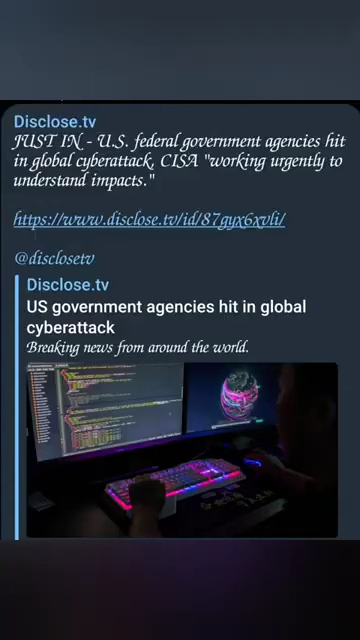 Disclose.tv
JUST IN - U.S. federal government agencies hit
in global cyberattack, CISA "working urgently to
understand impacts."
https://www.disclose.tv/id/87gyx6xvli/
@disclosetv
Disclose.tv
US government agencies hit in global
cyberattack
Breaking news from around the world.